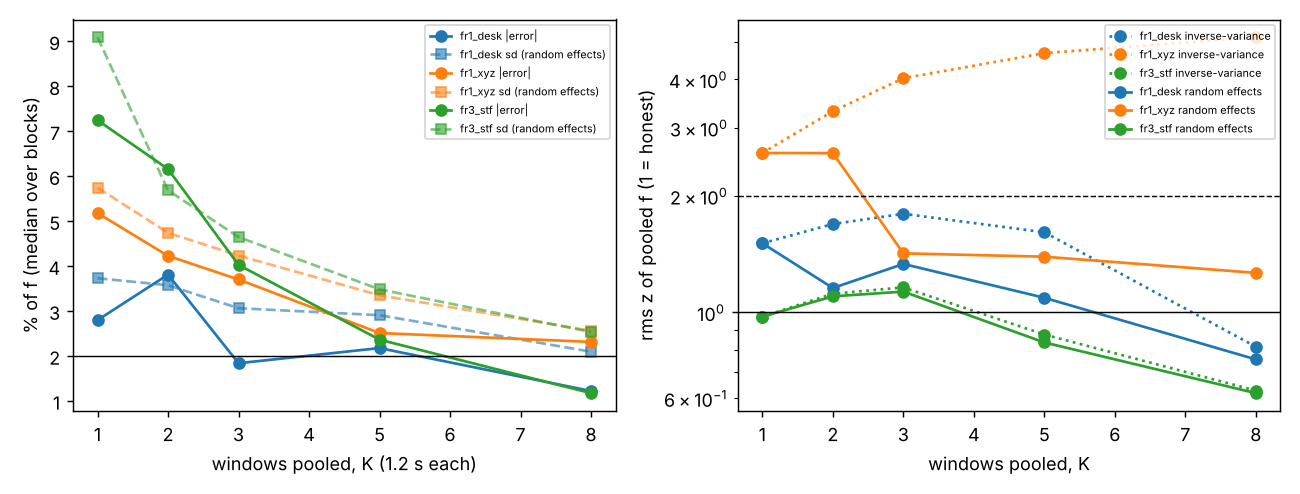 % of f (median over blocks)
9
8
7
6
5
4
3
2
1
1 2 3 4 5 6 7 8
windows pooled, K (1.2 s each)
fr1_desk |error|
fr1_desk sd (random effects)
fr1_xyz |error|
fr1_xyz sd (random effects)
fr3_stf |error|
fr3_stf sd (random effects)
rms z of pooled f (1 = honest)
4 × 10⁰
3 × 10⁰
2 × 10⁰
10⁰
6 × 10⁻¹
1 2 3 4 5 6 7 8
windows pooled, K
fr1_desk inverse-variance
fr1_xyz inverse-variance
fr3_stf inverse-variance
fr1_desk random effects
fr1_xyz random effects
fr3_stf random effects